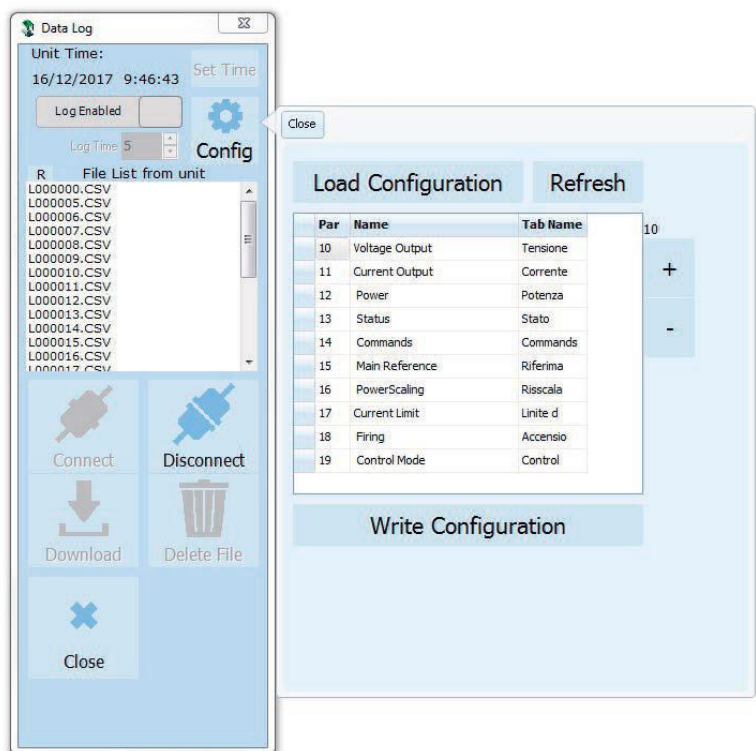 Data Log
Unit Time:
16/12/2017 9:46:43
Set Time
Log Enabled
Log Time 5
Config
R File List from unit
L000000.CSV
L000005.CSV
L000006.CSV
L000007.CSV
L000008.CSV
L000009.CSV
L000010.CSV
L000011.CSV
L000012.CSV
L000013.CSV
L000014.CSV
L000015.CSV
L000016.CSV
L000017.CSV
Connect
Disconnect
Download
Delete File
Close
Close
Load Configuration
Refresh
Par Name Tab Name
10 Voltage Output Tensione
11 Current Output Corrente
12 Power Potenza
13 Status Stato
14 Commands Commands
15 Main Reference Riferima
16 PowerScaling Risscala
17 Current Limit Linite d
18 Firing Accensio
19 Control Mode Control
10
+
-
Write Configuration